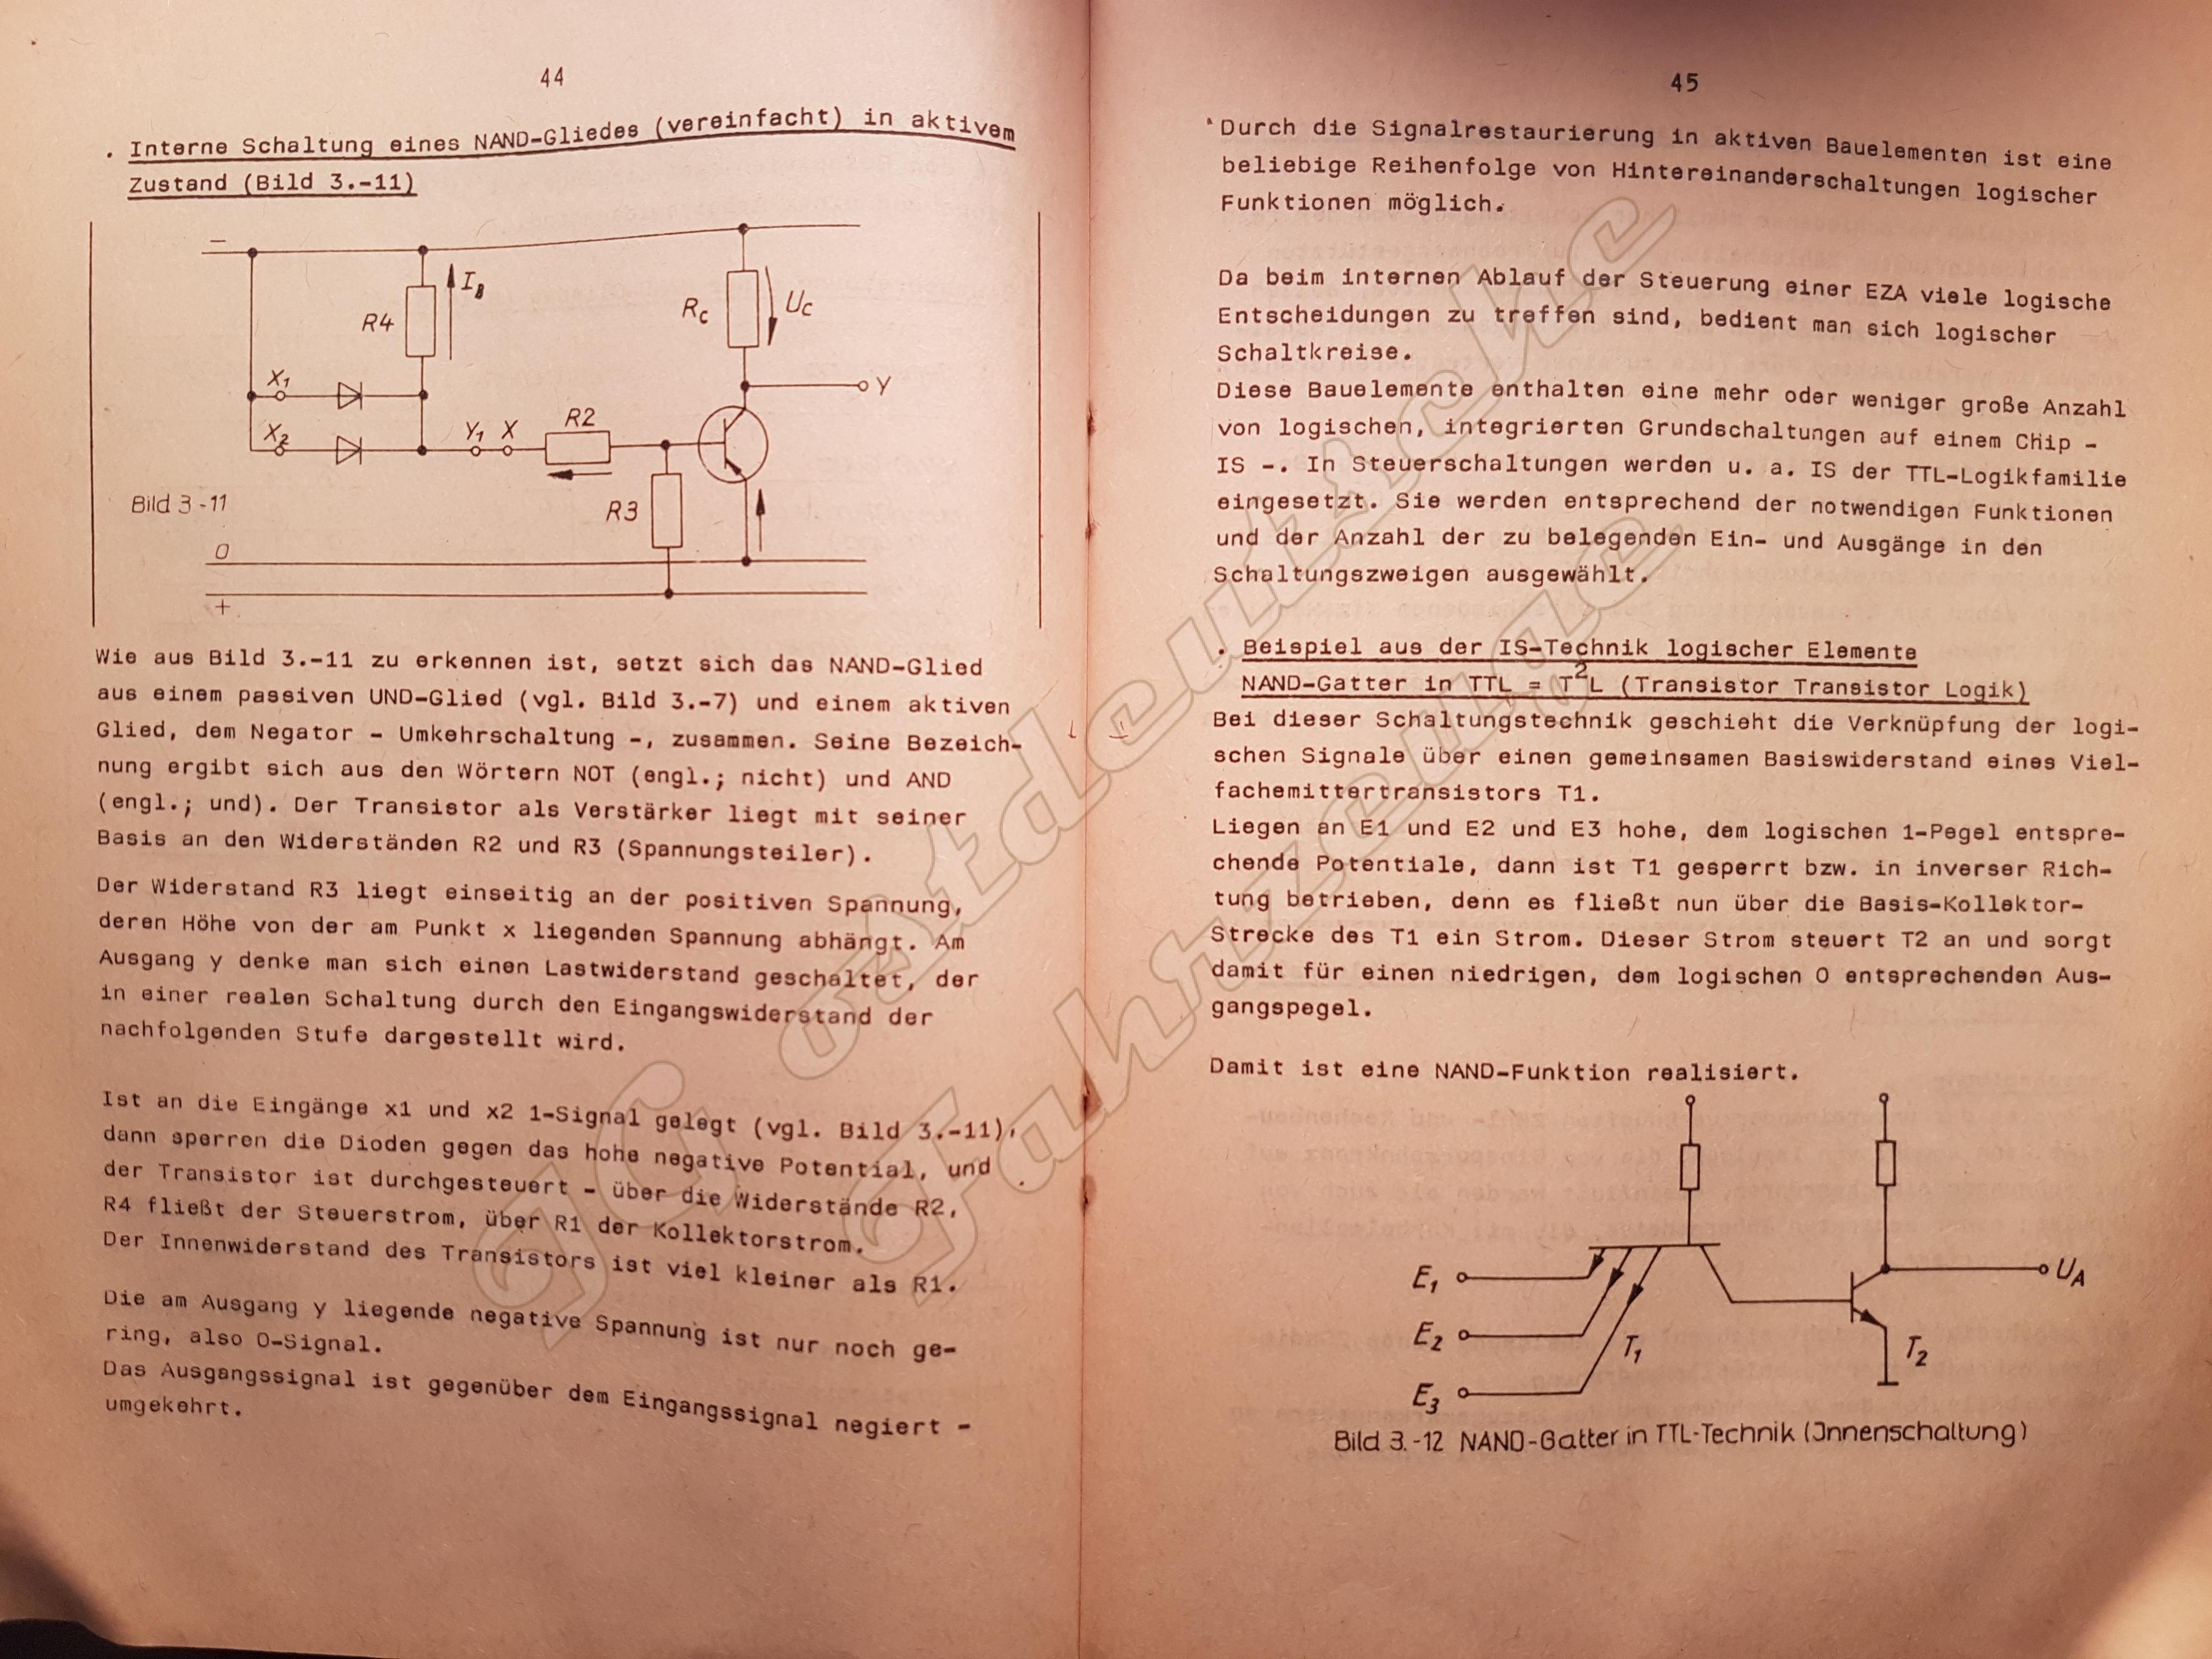 44
. Interne Schaltung eines NAND-Gliedes (vereinfacht) in aktivem
Zustand (Bild 3.-11)
−
I_B
R4
R_C
U_C
X₁
Y
X₂
Y₁ X
R2
R3
Bild 3-11
0
+
Wie aus Bild 3.-11 zu erkennen ist, setzt sich das NAND-Glied
aus einem passiven UND-Glied (vgl. Bild 3.-7) und einem aktiven
Glied, dem Negator - Umkehrschaltung -, zusammen. Seine Bezeich-
nung ergibt sich aus den Wörtern NOT (engl.; nicht) und AND
(engl.; und). Der Transistor als Verstärker liegt mit seiner
Basis an den Widerständen R2 und R3 (Spannungsteiler).
Der Widerstand R3 liegt einseitig an der positiven Spannung,
deren Höhe von der am Punkt x liegenden Spannung abhängt. Am
Ausgang y denke man sich einen Lastwiderstand geschaltet, der
in einer realen Schaltung durch den Eingangswiderstand der
nachfolgenden Stufe dargestellt wird.
Ist an die Eingänge x1 und x2 1-Signal gelegt (vgl. Bild 3.-11),
dann sperren die Dioden gegen das hohe negative Potential, und
der Transistor ist durchgesteuert - über die Widerstände R2,
R4 fließt der Steuerstrom, über R1 der Kollektorstrom.
Der Innenwiderstand des Transistors ist viel kleiner als R1.
Die am Ausgang y liegende negative Spannung ist nur noch ge-
ring, also 0-Signal.
Das Ausgangssignal ist gegenüber dem Eingangssignal negiert -
umgekehrt.
45
Durch die Signalrestaurierung in aktiven Bauelementen ist eine
beliebige Reihenfolge von Hintereinanderschaltungen logischer
Funktionen möglich.
Da beim internen Ablauf der Steuerung einer EZA viele logische
Entscheidungen zu treffen sind, bedient man sich logischer
Schaltkreise.
Diese Bauelemente enthalten eine mehr oder weniger große Anzahl
von logischen, integrierten Grundschaltungen auf einem Chip -
IS -. In Steuerschaltungen werden u. a. IS der TTL-Logikfamilie
eingesetzt. Sie werden entsprechend der notwendigen Funktionen
und der Anzahl der zu belegenden Ein- und Ausgänge in den
Schaltungszweigen ausgewählt.
. Beispiel aus der IS-Technik logischer Elemente
NAND-Gatter in TTL = T²L (Transistor Transistor Logik)
Bei dieser Schaltungstechnik geschieht die Verknüpfung der logi-
schen Signale über einen gemeinsamen Basiswiderstand eines Viel-
fachemittertransistors T1.
Liegen an E1 und E2 und E3 hohe, dem logischen 1-Pegel entspre-
chende Potentiale, dann ist T1 gesperrt bzw. in inverser Rich-
tung betrieben, denn es fließt nun über die Basis-Kollektor-
Strecke des T1 ein Strom. Dieser Strom steuert T2 an und sorgt
damit für einen niedrigen, dem logischen 0 entsprechenden Aus-
gangspegel.
Damit ist eine NAND-Funktion realisiert.
E₁
U_A
E₂
T₁
T₂
E₃
Bild 3.-12 NAND-Gatter in TTL-Technik (Innenschaltung)
IG ostdeutsche
Fahrzeuge